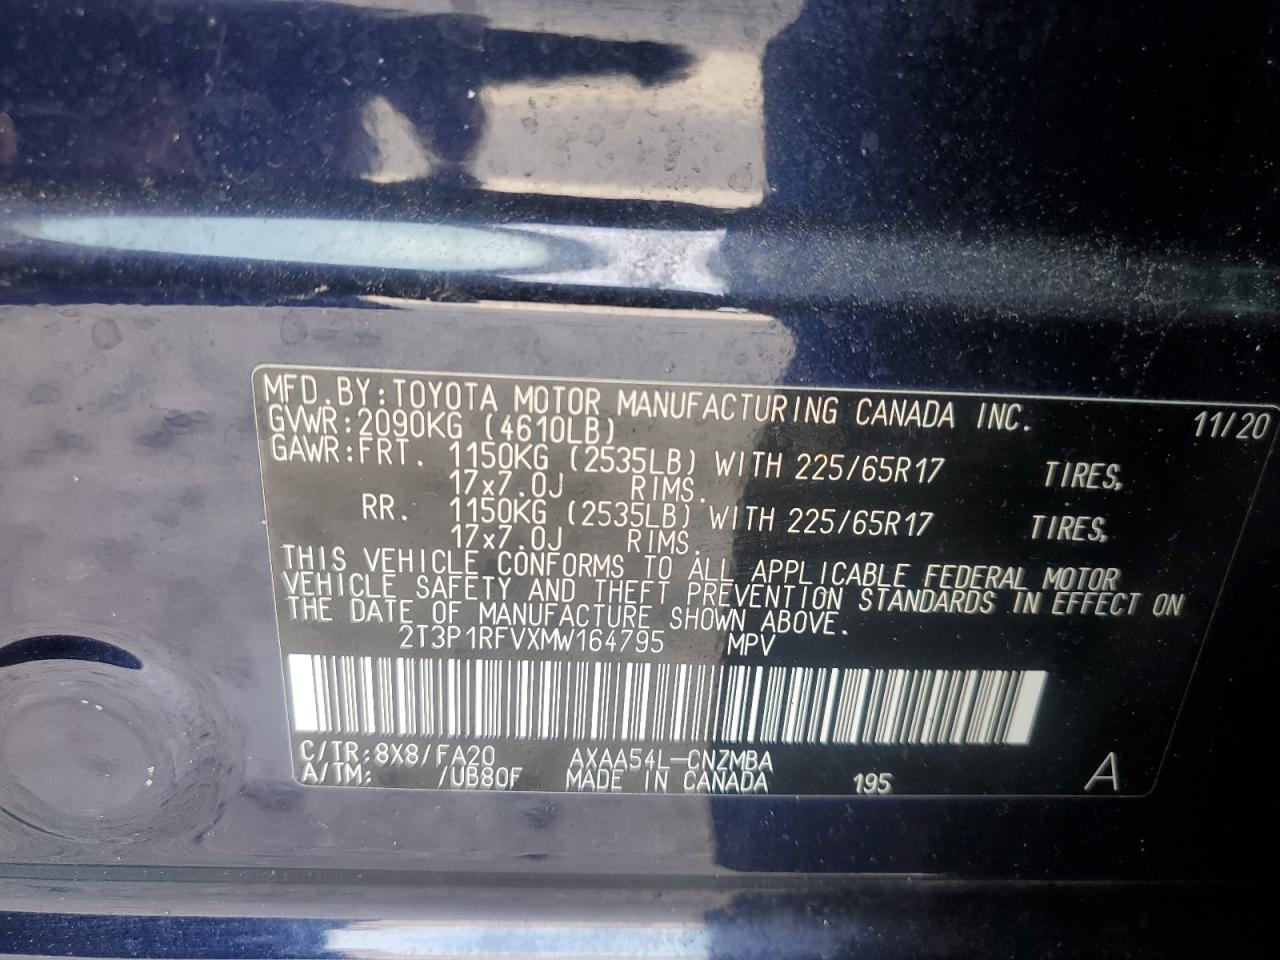 MFD.BY:TOYOTA MOTOR MANUFACTURING CANADA INC. 11/20
GVWR:2090KG (4610LB)
GAWR:FRT. 1150KG (2535LB) WITH 225/65R17 TIRES,
17x7.0J RIMS.
RR. 1150KG (2535LB) WITH 225/65R17 TIRES,
17x7.0J RIMS.
THIS VEHICLE CONFORMS TO ALL APPLICABLE FEDERAL MOTOR
VEHICLE SAFETY AND THEFT PREVENTION STANDARDS IN EFFECT ON
THE DATE OF MANUFACTURE SHOWN ABOVE.
2T3P1RFVXMW164795 MPV
C/TR:8X8/FA20 AXAA54L-CNZMBA
A/TM: /UB80F MADE IN CANADA 195 A